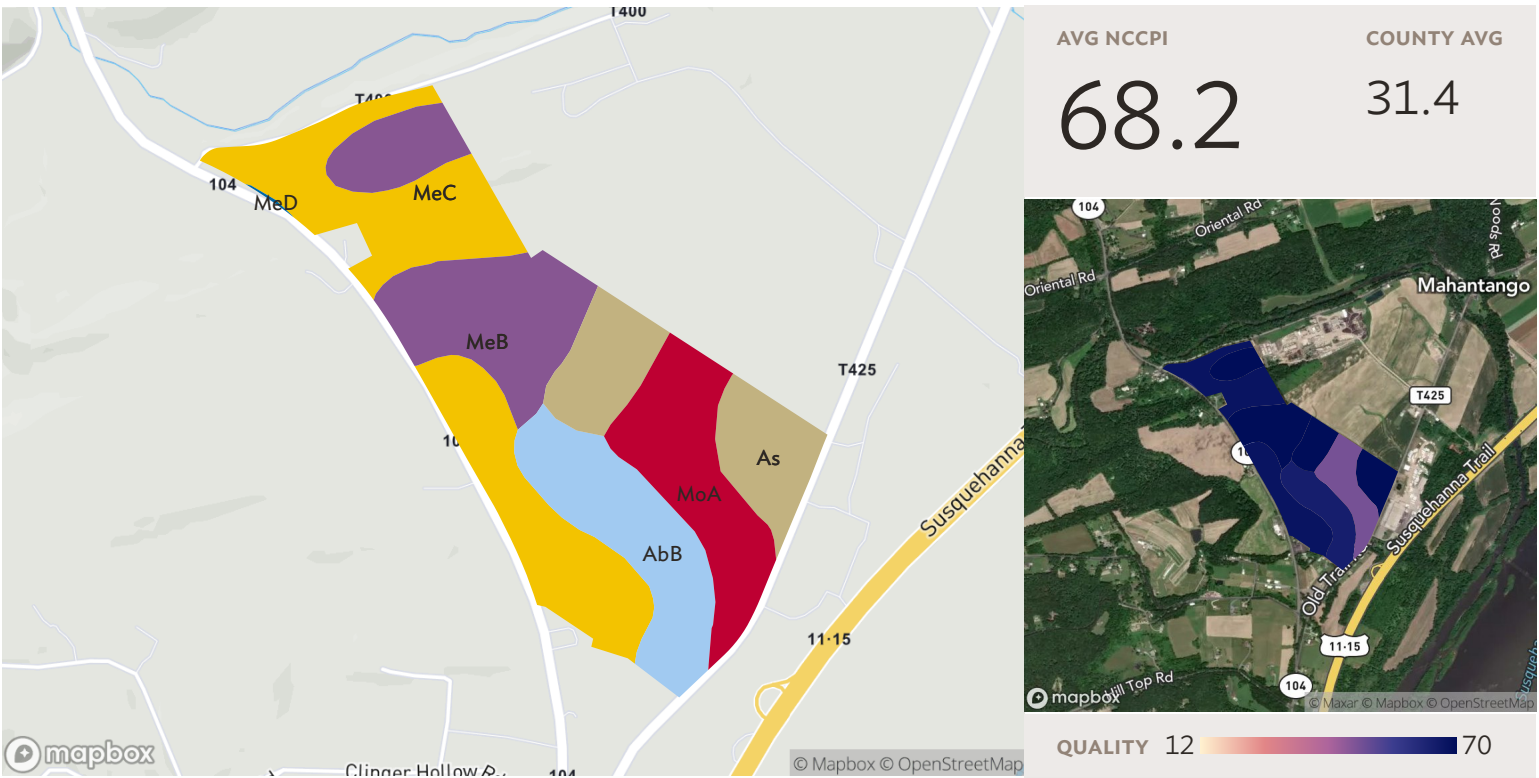 T400
T400
104
MeD
MeC
MeB
T425
As
MoA
Susquehanna
AbB
11·15
mapbox
© Mapbox © OpenStreetMap
Clinger Hollow
104
AVG NCCPI
COUNTY AVG
68.2
31.4
104
Oriental Rd
Woods Rd
Oriental Rd
Mahantango
T425
Susquehanna Trail
Old Trail
11·15
Hill Top Rd
104
mapbox
© Maxar © Mapbox © OpenStreetMap
QUALITY 12 70